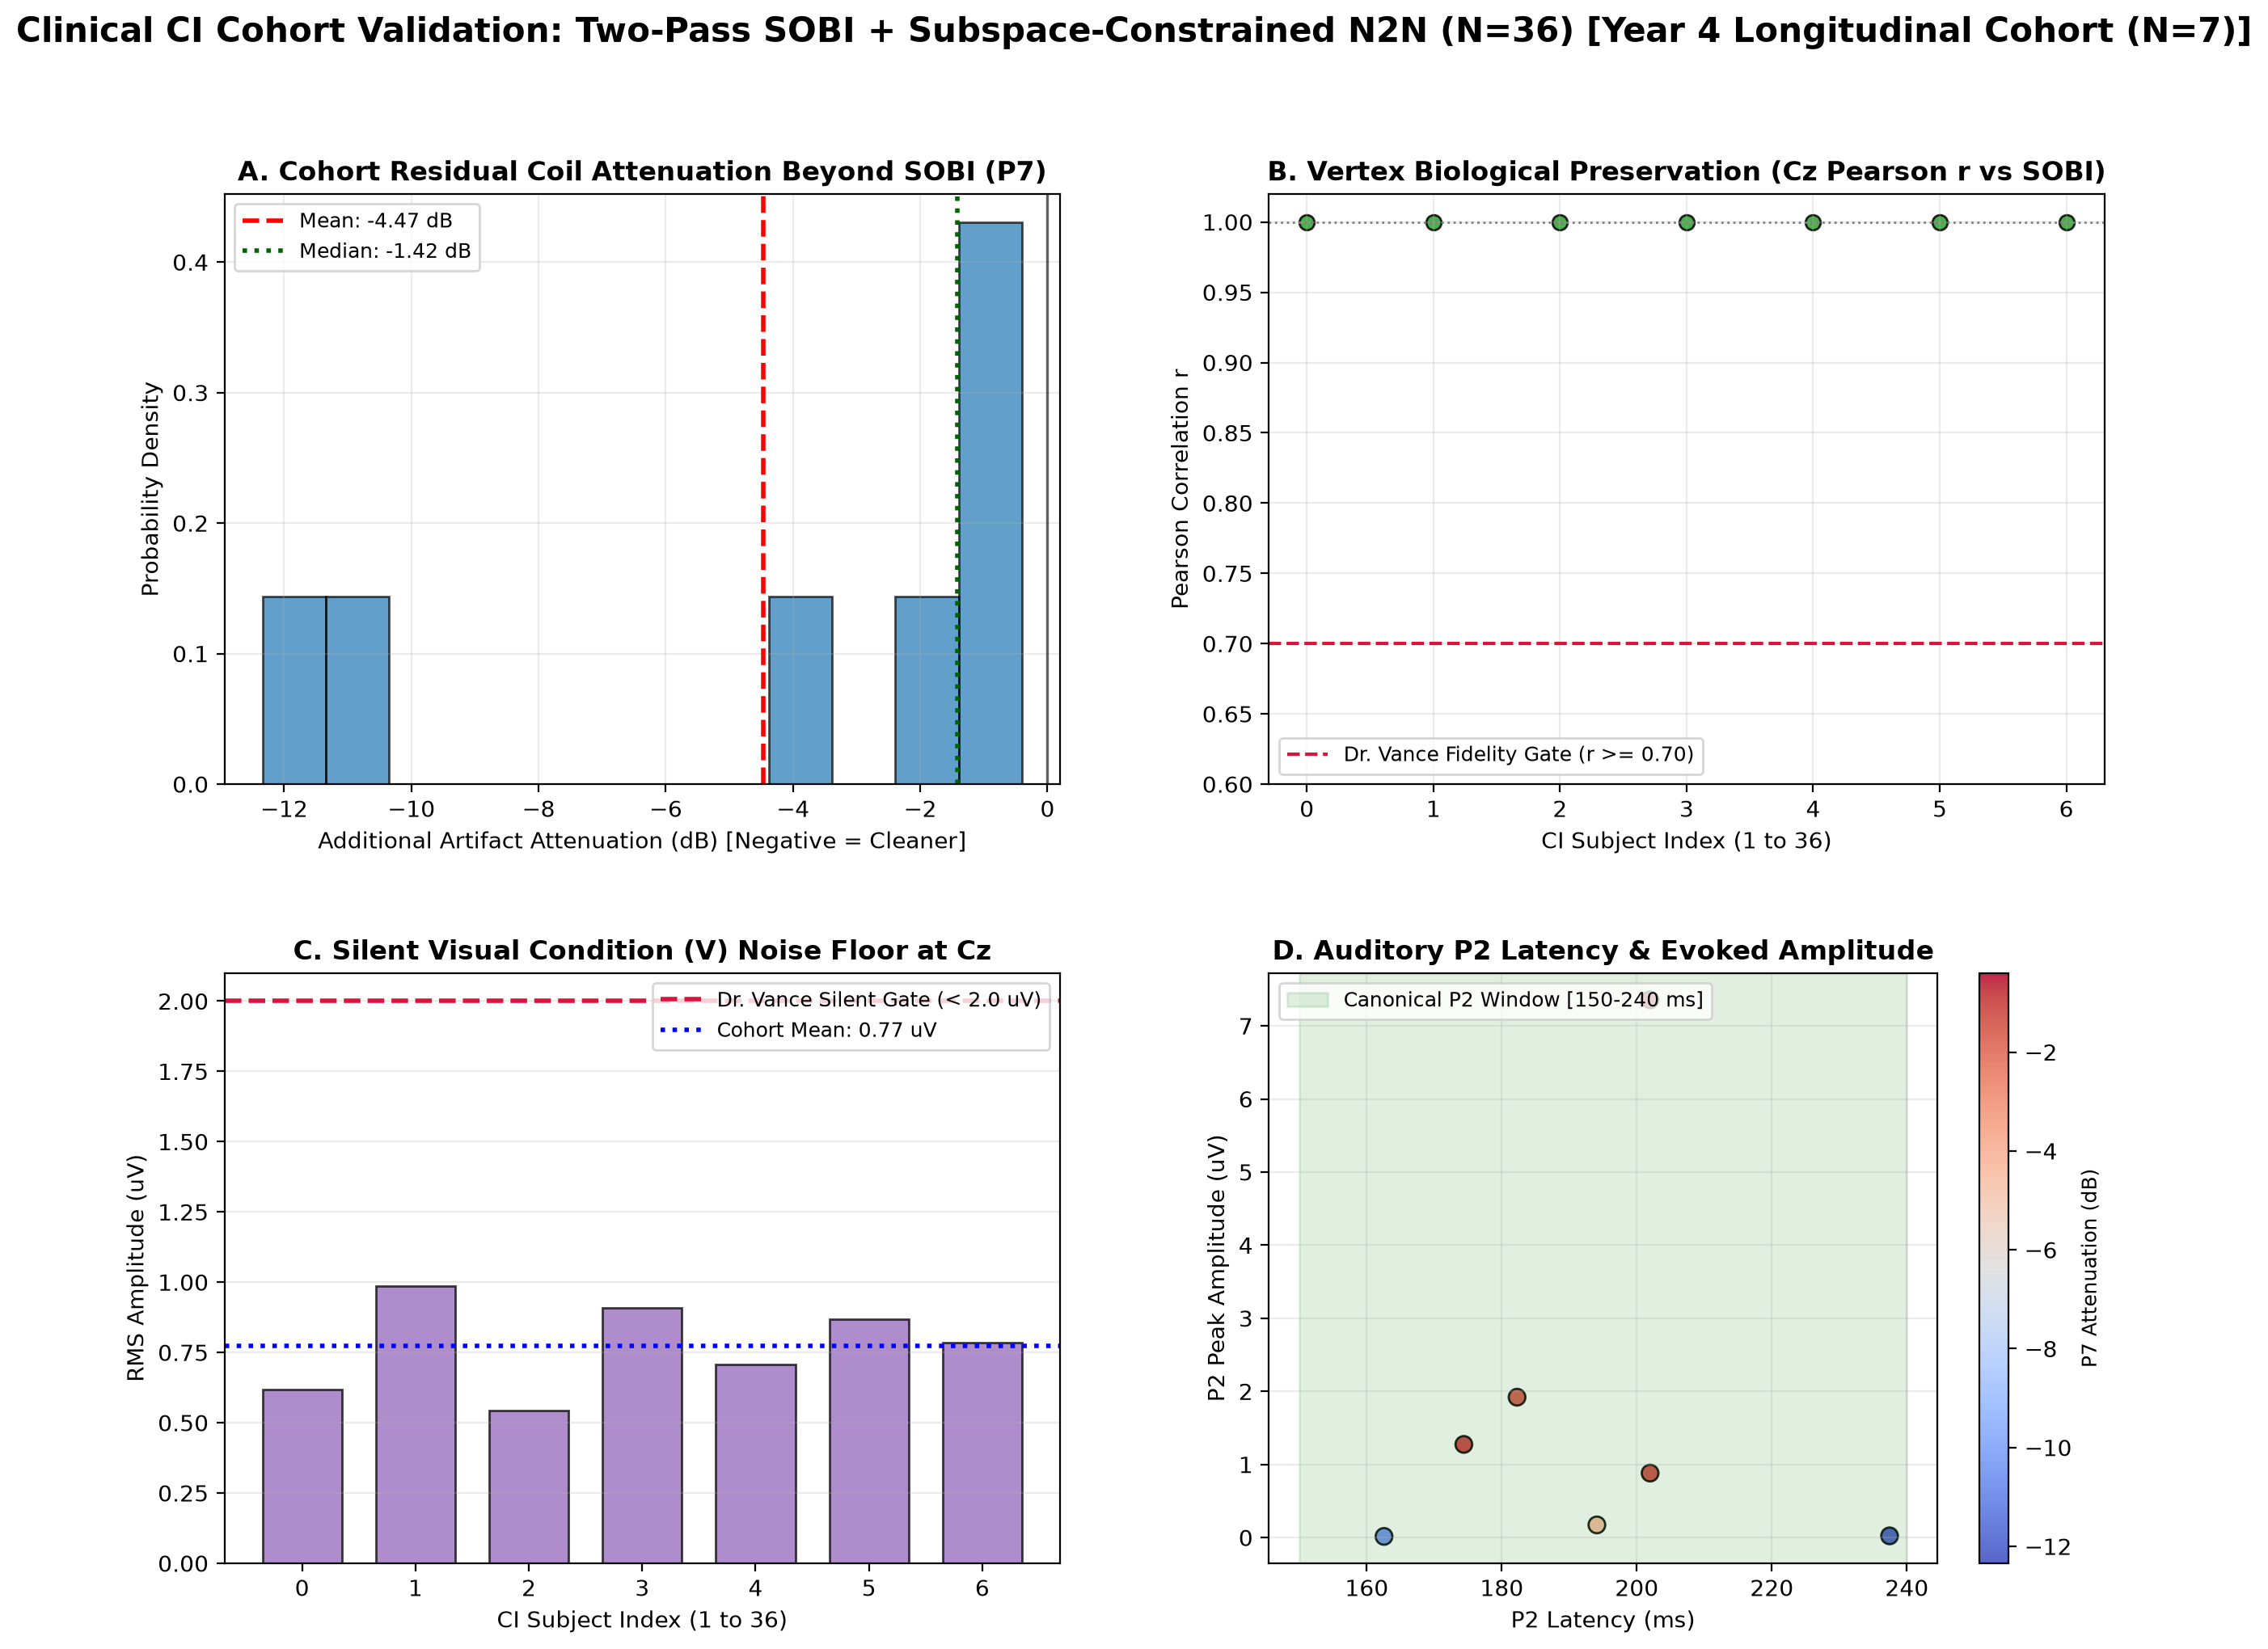 Clinical CI Cohort Validation: Two-Pass SOBI + Subspace-Constrained N2N (N=36) [Year 4 Longitudinal Cohort (N=7)]
A. Cohort Residual Coil Attenuation Beyond SOBI (P7)
Mean: -4.47 dB
Median: -1.42 dB
Probability Density
0.4
0.3
0.2
0.1
0.0
−12 −10 −8 −6 −4 −2 0
Additional Artifact Attenuation (dB) [Negative = Cleaner]
B. Vertex Biological Preservation (Cz Pearson r vs SOBI)
Pearson Correlation r
1.00
0.95
0.90
0.85
0.80
0.75
0.70
0.65
0.60
Dr. Vance Fidelity Gate (r >= 0.70)
0 1 2 3 4 5 6
CI Subject Index (1 to 36)
C. Silent Visual Condition (V) Noise Floor at Cz
Dr. Vance Silent Gate (< 2.0 uV)
Cohort Mean: 0.77 uV
RMS Amplitude (uV)
2.00
1.75
1.50
1.25
1.00
0.75
0.50
0.25
0.00
0 1 2 3 4 5 6
CI Subject Index (1 to 36)
D. Auditory P2 Latency & Evoked Amplitude
Canonical P2 Window [150-240 ms]
P2 Peak Amplitude (uV)
7
6
5
4
3
2
1
0
160 180 200 220 240
P2 Latency (ms)
−2
−4
−6
−8
−10
−12
P7 Attenuation (dB)